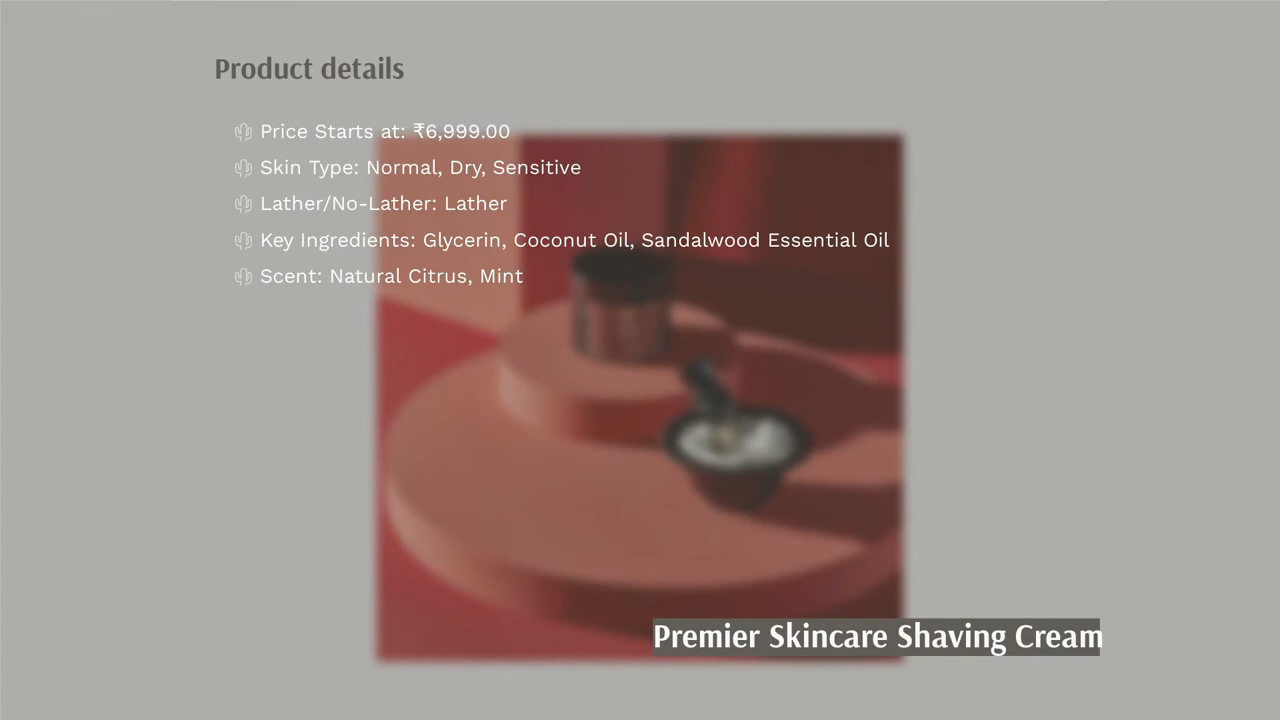 Product details
Price Starts at: ₹6,999.00
Skin Type: Normal, Dry, Sensitive
Lather/No-Lather: Lather
Key Ingredients: Glycerin, Coconut Oil, Sandalwood Essential Oil
Scent: Natural Citrus, Mint
Premier Skincare Shaving Cream